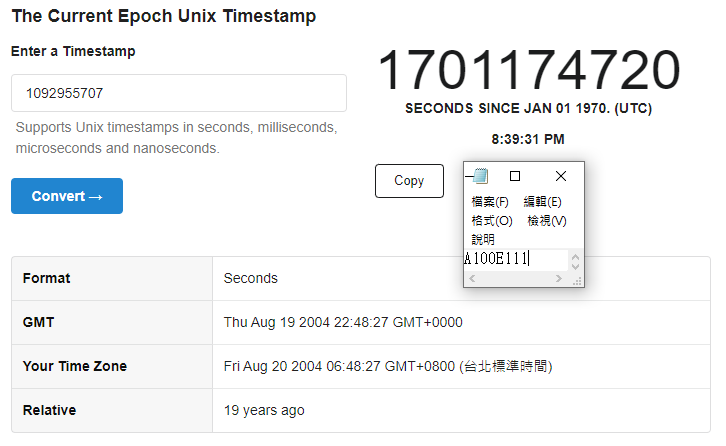 The Current Epoch Unix Timestamp
Enter a Timestamp
1092955707
Supports Unix timestamps in seconds, milliseconds,
microseconds and nanoseconds.
Convert →
1701174720
SECONDS SINCE JAN 01 1970. (UTC)
8:39:31 PM
Copy
檔案(F) 編輯(E)
格式(O) 檢視(V)
說明
A100E111
Format Seconds
GMT Thu Aug 19 2004 22:48:27 GMT+0000
Your Time Zone Fri Aug 20 2004 06:48:27 GMT+0800 (台北標準時間)
Relative 19 years ago